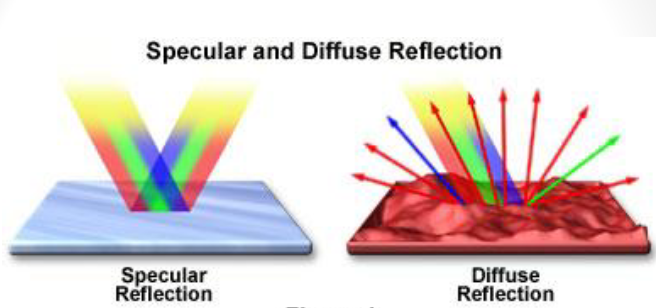 Specular and Diffuse Reflection
Specular
Reflection
Diffuse
Reflection